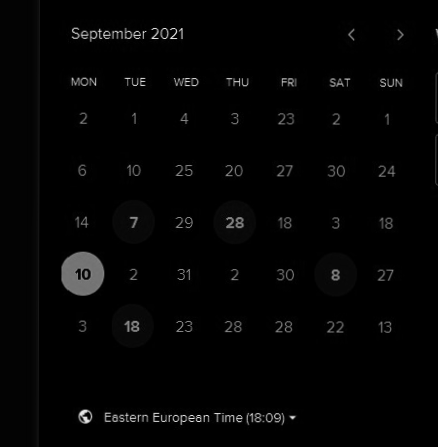 September 2021
MON TUE WED THU FRI SAT SUN
2 1 4 3 23 2 1
6 10 25 20 27 30 24
14 7 29 28 18 3 18
10 2 31 2 30 8 27
3 18 23 28 28 22 13
Eastern European Time (18:09)